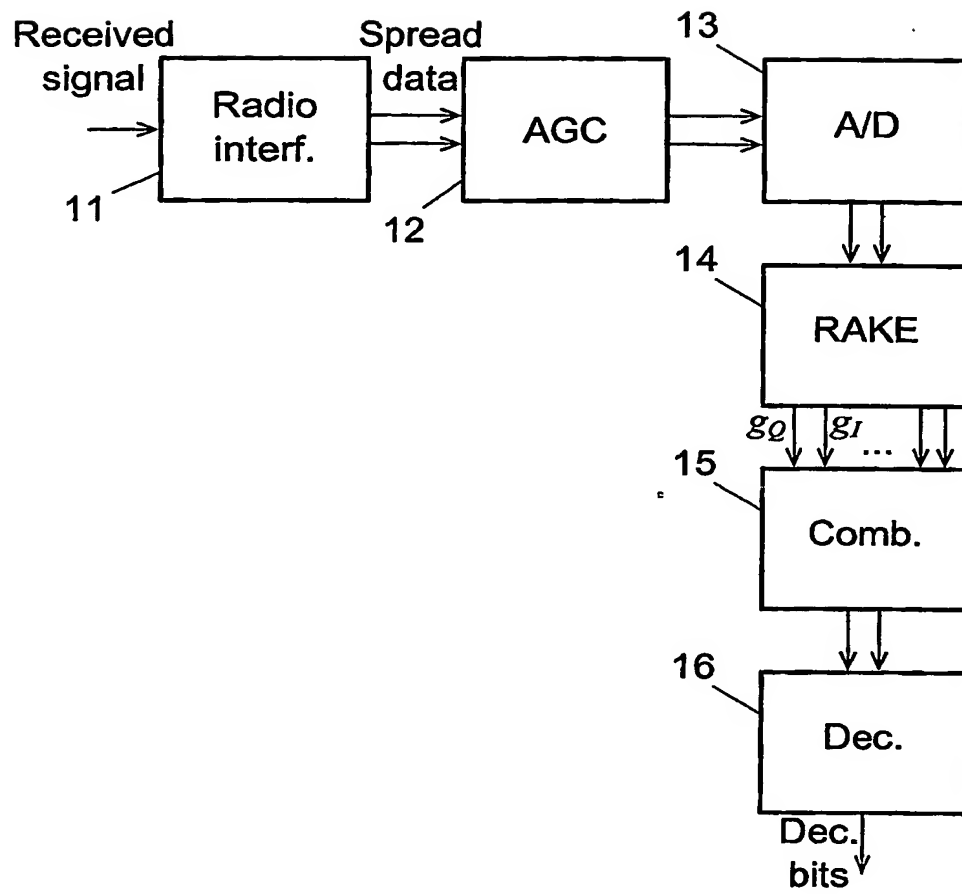 Received
signal
Radio
interf.
11
Spread
data
AGC
12
13
A/D
14
RAKE
gQ
gI
...
15
Comb.
16
Dec.
Dec.
bits